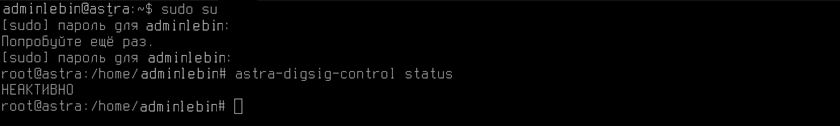 adminlebin@astra:~$ sudo su
[sudo] пароль для adminlebin:
Попробуйте ещё раз.
[sudo] пароль для adminlebin:
root@astra:/home/adminlebin# astra-digsig-control status
НЕАКТИВНО
root@astra:/home/adminlebin#